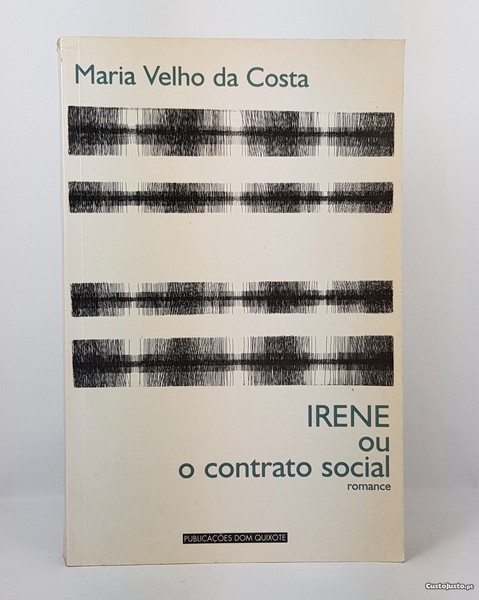 Maria Velho da Costa
IRENE
ou
o contrato social
romance
PUBLICAÇÕES DOM QUIXOTE
CustoJusto.pt